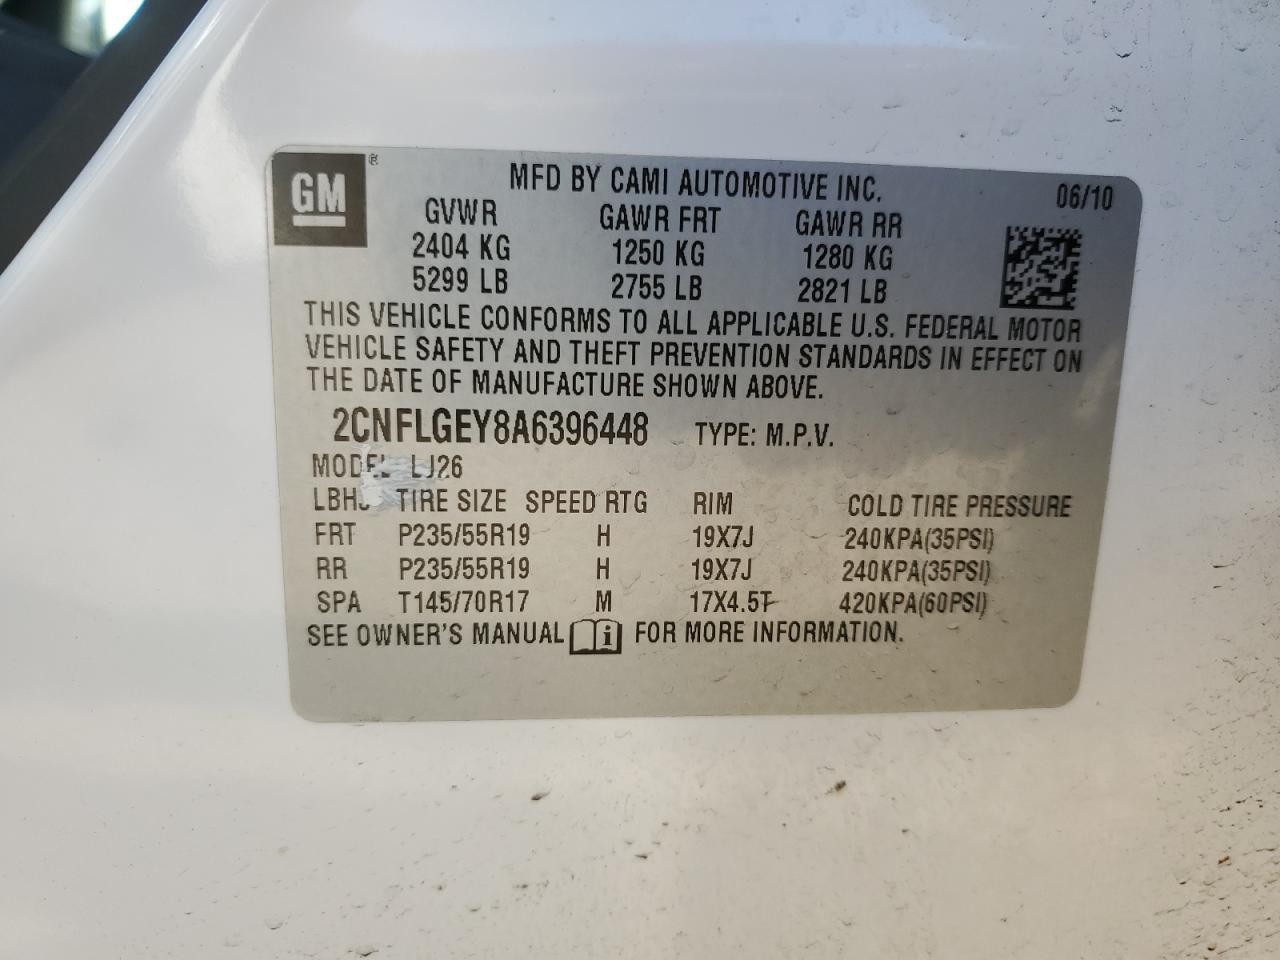 GM ®
MFD BY CAMI AUTOMOTIVE INC. 06/10
GVWR GAWR FRT GAWR RR
2404 KG 1250 KG 1280 KG
5299 LB 2755 LB 2821 LB
THIS VEHICLE CONFORMS TO ALL APPLICABLE U.S. FEDERAL MOTOR
VEHICLE SAFETY AND THEFT PREVENTION STANDARDS IN EFFECT ON
THE DATE OF MANUFACTURE SHOWN ABOVE.
2CNFLGEY8A6396448 TYPE: M.P.V.
MODEL LJ26
LBHJ TIRE SIZE SPEED RTG RIM COLD TIRE PRESSURE
FRT P235/55R19 H 19X7J 240KPA(35PSI)
RR P235/55R19 H 19X7J 240KPA(35PSI)
SPA T145/70R17 M 17X4.5T 420KPA(60PSI)
SEE OWNER'S MANUAL i FOR MORE INFORMATION.